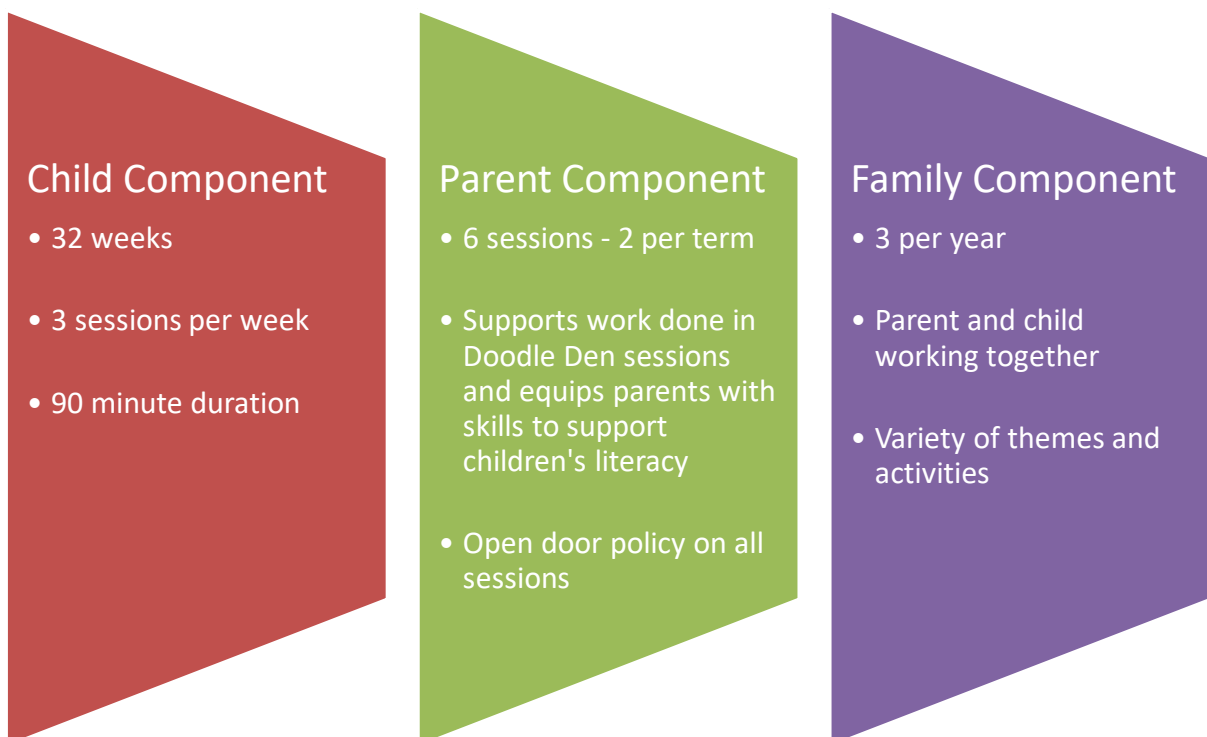 Child Component
• 32 weeks
• 3 sessions per week
• 90 minute duration
Parent Component
• 6 sessions - 2 per term
• Supports work done in
Doodle Den sessions
and equips parents with
skills to support
children's literacy
• Open door policy on all
sessions
Family Component
• 3 per year
• Parent and child
working together
• Variety of themes and
activities